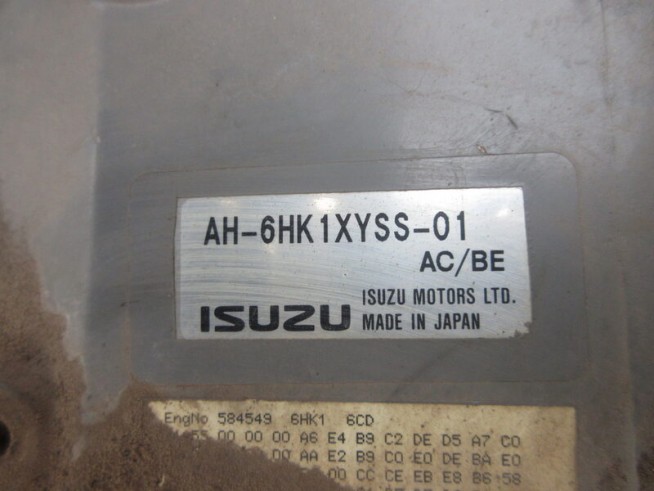 AH-6HK1XYSS-01
AC/BE
ISUZU
ISUZU MOTORS LTD.
MADE IN JAPAN
EngNo 584549 6HK1 6CD
55 00 00 00 A6 E4 B9 C2 DE D5 A7 C0
00 AA E2 B9 C0 E0 DE BA E0
00 CC CE EB E8 B6 58